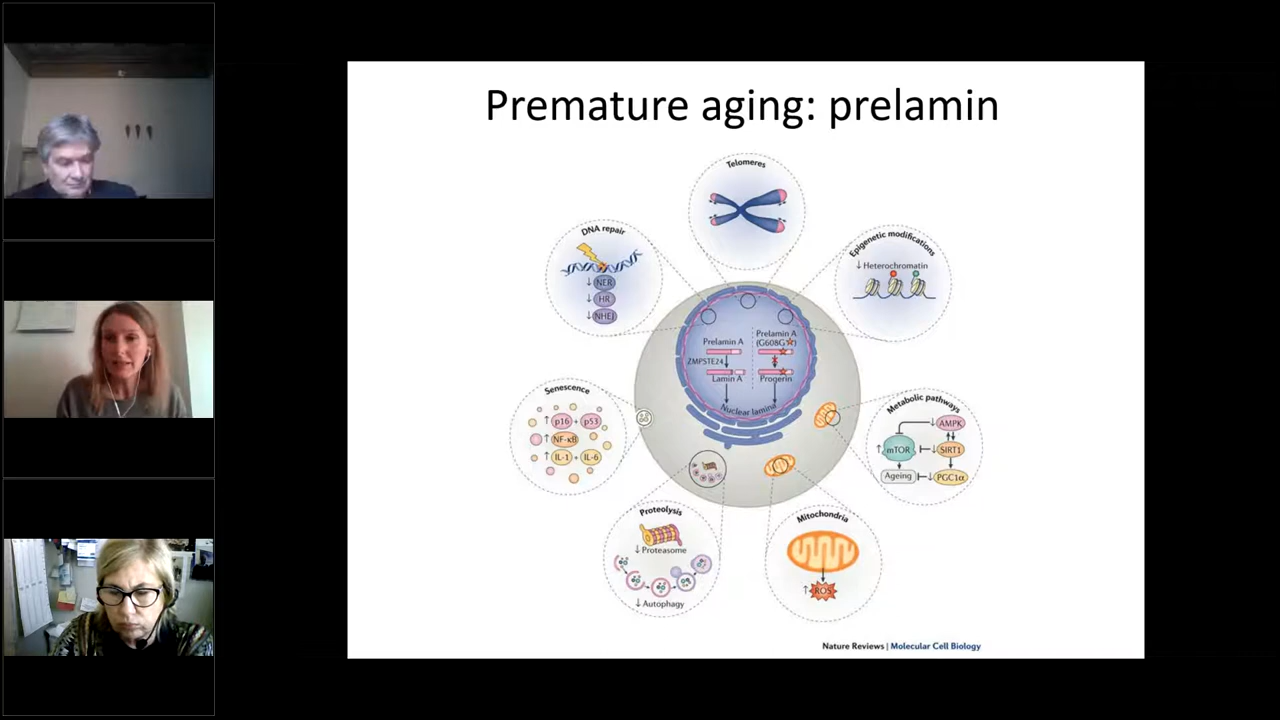 Premature aging: prelamin
Telomeres
DNA repair
↓ NER
↓ HR
↓ NHEJ
Epigenetic modifications
↓ Heterochromatin
Prelamin A
ZMPSTE24
Lamin A
Prelamin A
(G608G)
Progerin
Nuclear lamina
Senescence
↑ p16 + p53
↑ NF-κB
↑ IL-1 + IL-6
Metabolic pathways
↓ AMPK
↑ mTOR
↓ SIRT1
Ageing
↓ PGC1α
Proteolysis
↓ Proteasome
↓ Autophagy
Mitochondria
↑ ROS
Nature Reviews | Molecular Cell Biology